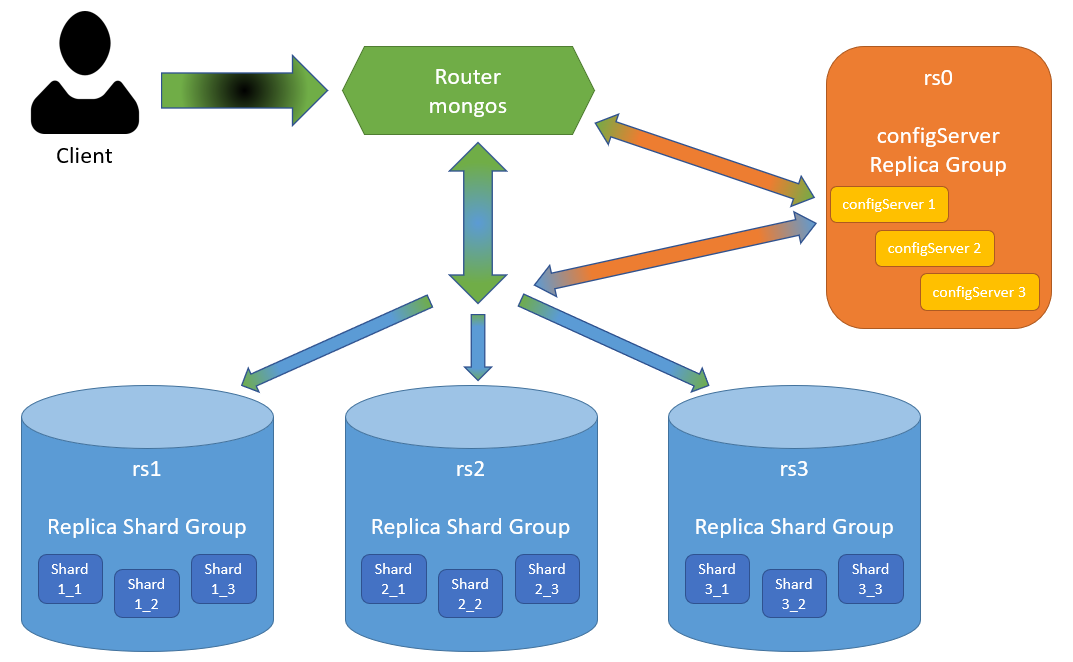 Client
Router
mongos
rs0
configServer
Replica Group
configServer 1
configServer 2
configServer 3
rs1
Replica Shard Group
Shard
1_1
Shard
1_2
Shard
1_3
rs2
Replica Shard Group
Shard
2_1
Shard
2_2
Shard
2_3
rs3
Replica Shard Group
Shard
3_1
Shard
3_2
Shard
3_3